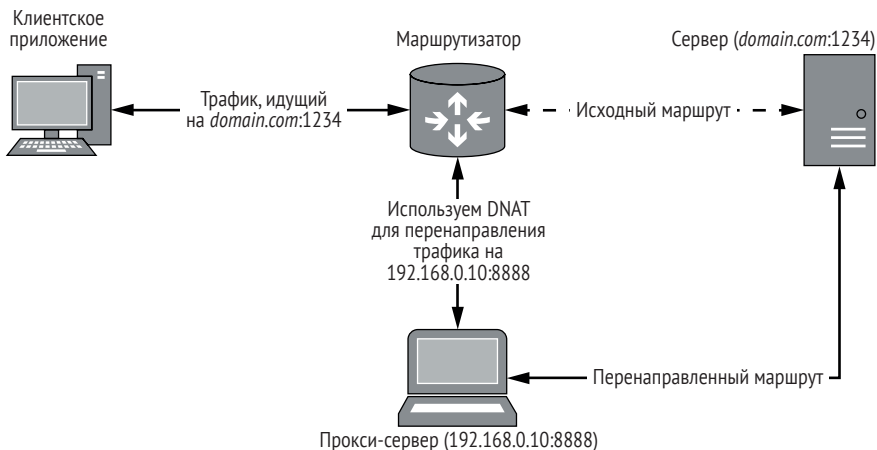 Клиентское
приложение
Маршрутизатор
Сервер (domain.com:1234)
Трафик, идущий
на domain.com:1234
Исходный маршрут
Используем DNAT
для перенаправления
трафика на
192.168.0.10:8888
Перенаправленный маршрут
Прокси-сервер (192.168.0.10:8888)